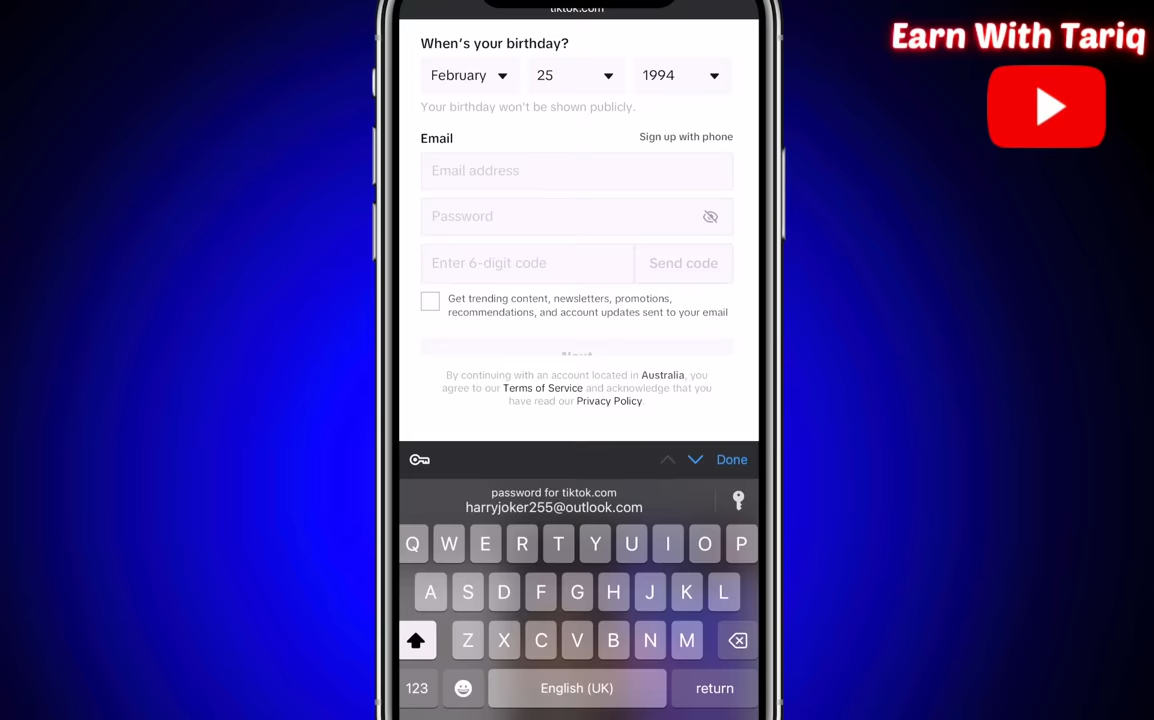 tiktok.com
Earn With Tariq
When's your birthday?
February 25 1994
Your birthday won't be shown publicly.
Email Sign up with phone
Email address
Password
Enter 6-digit code Send code
Get trending content, newsletters, promotions,
recommendations, and account updates sent to your email
Next
By continuing with an account located in Australia, you
agree to our Terms of Service and acknowledge that you
have read our Privacy Policy.
Done
password for tiktok.com
harryjoker255@outlook.com
Q W E R T Y U I O P
A S D F G H J K L
Z X C V B N M
123 English (UK) return